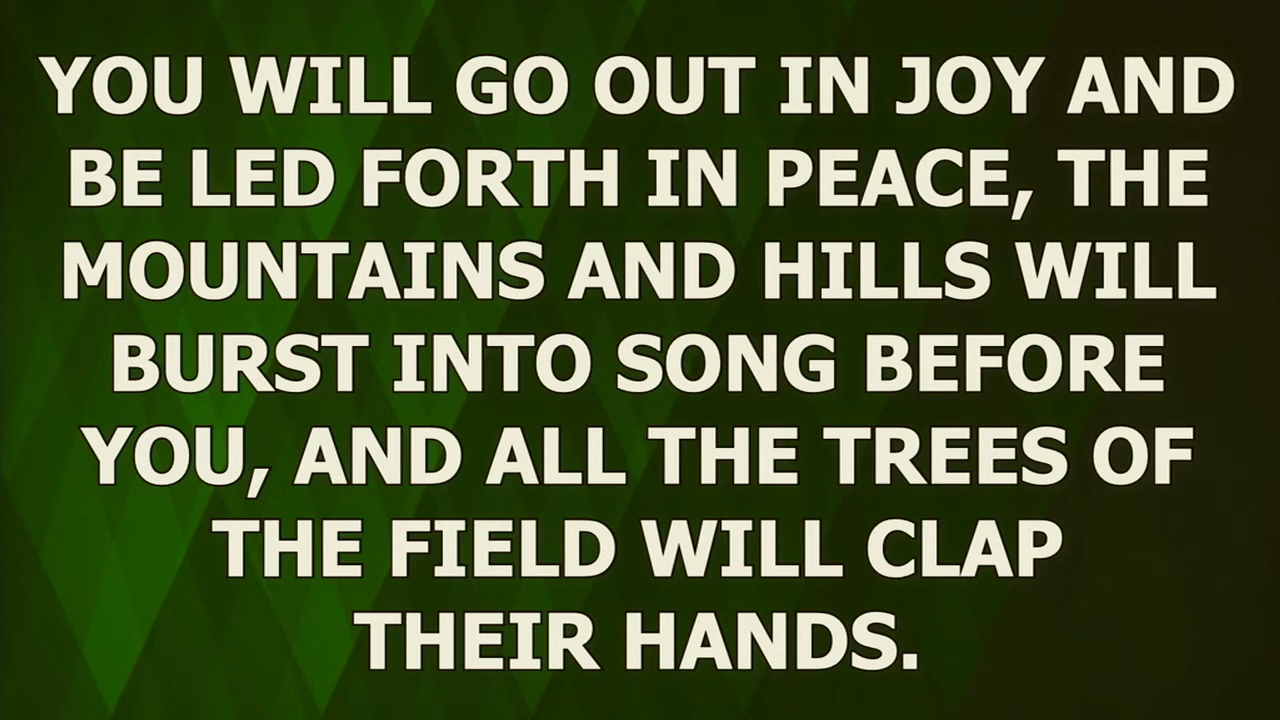 YOU WILL GO OUT IN JOY AND
BE LED FORTH IN PEACE, THE
MOUNTAINS AND HILLS WILL
BURST INTO SONG BEFORE
YOU, AND ALL THE TREES OF
THE FIELD WILL CLAP
THEIR HANDS.